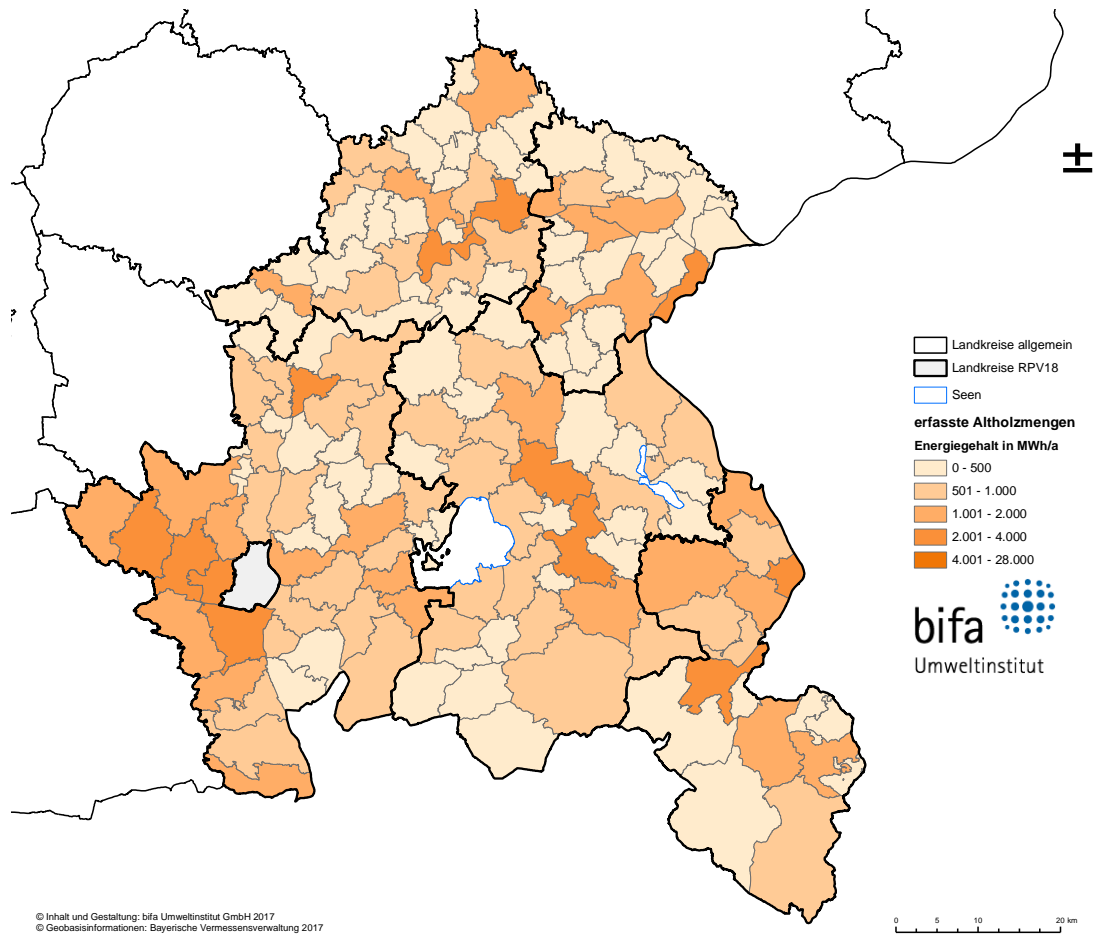 ±
Landkreise allgemein
Landkreise RPV18
Seen
erfasste Altholzmengen
Energiegehalt in MWh/a
0 - 500
501 - 1.000
1.001 - 2.000
2.001 - 4.000
4.001 - 28.000
bifa
Umweltinstitut
© Inhalt und Gestaltung: bifa Umweltinstitut GmbH 2017
© Geobasisinformationen: Bayerische Vermessensverwaltung 2017
0 5 10 20 km